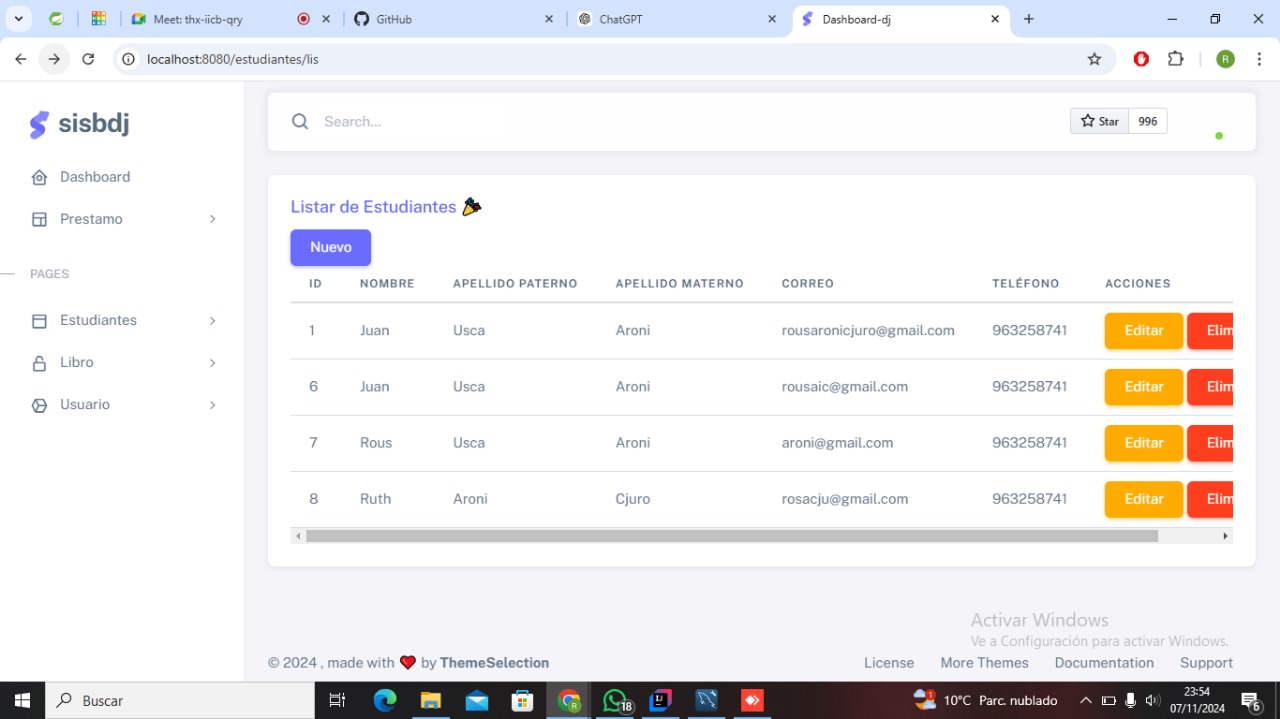 Meet: thx-iicb-qry
GitHub
ChatGPT
Dashboard-dj
localhost:8080/estudiantes/lis
R
sisbdj
Search...
Star 996
Dashboard
Prestamo
PAGES
Estudiantes
Libro
Usuario
Listar de Estudiantes
Nuevo
ID NOMBRE APELLIDO PATERNO APELLIDO MATERNO CORREO TELÉFONO ACCIONES
1 Juan Usca Aroni rousaronicjuro@gmail.com 963258741 Editar Elim
6 Juan Usca Aroni rousaic@gmail.com 963258741 Editar Elim
7 Rous Usca Aroni aroni@gmail.com 963258741 Editar Elim
8 Ruth Aroni Cjuro rosacju@gmail.com 963258741 Editar Elim
Activar Windows
Ve a Configuración para activar Windows.
© 2024 , made with ❤️ by ThemeSelection
License More Themes Documentation Support
Buscar
18
1
10°C Parc. nublado
23:54
07/11/2024
6